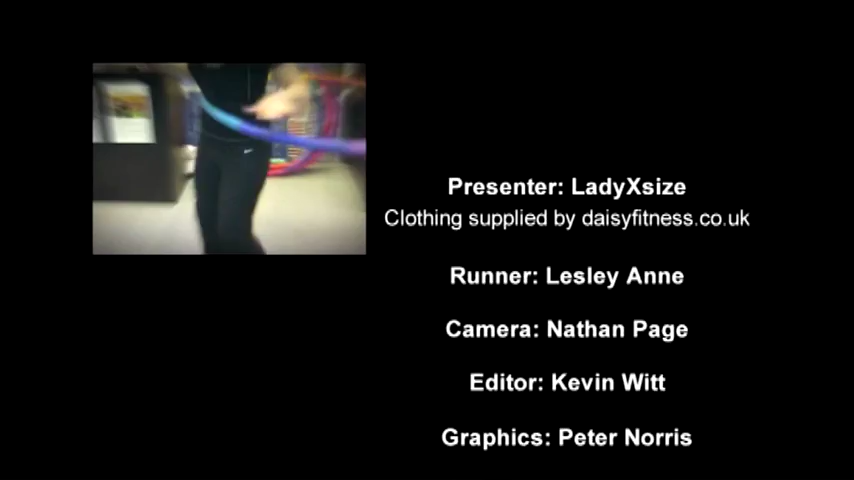 Presenter: LadyXsize
Clothing supplied by daisyfitness.co.uk
Runner: Lesley Anne
Camera: Nathan Page
Editor: Kevin Witt
Graphics: Peter Norris